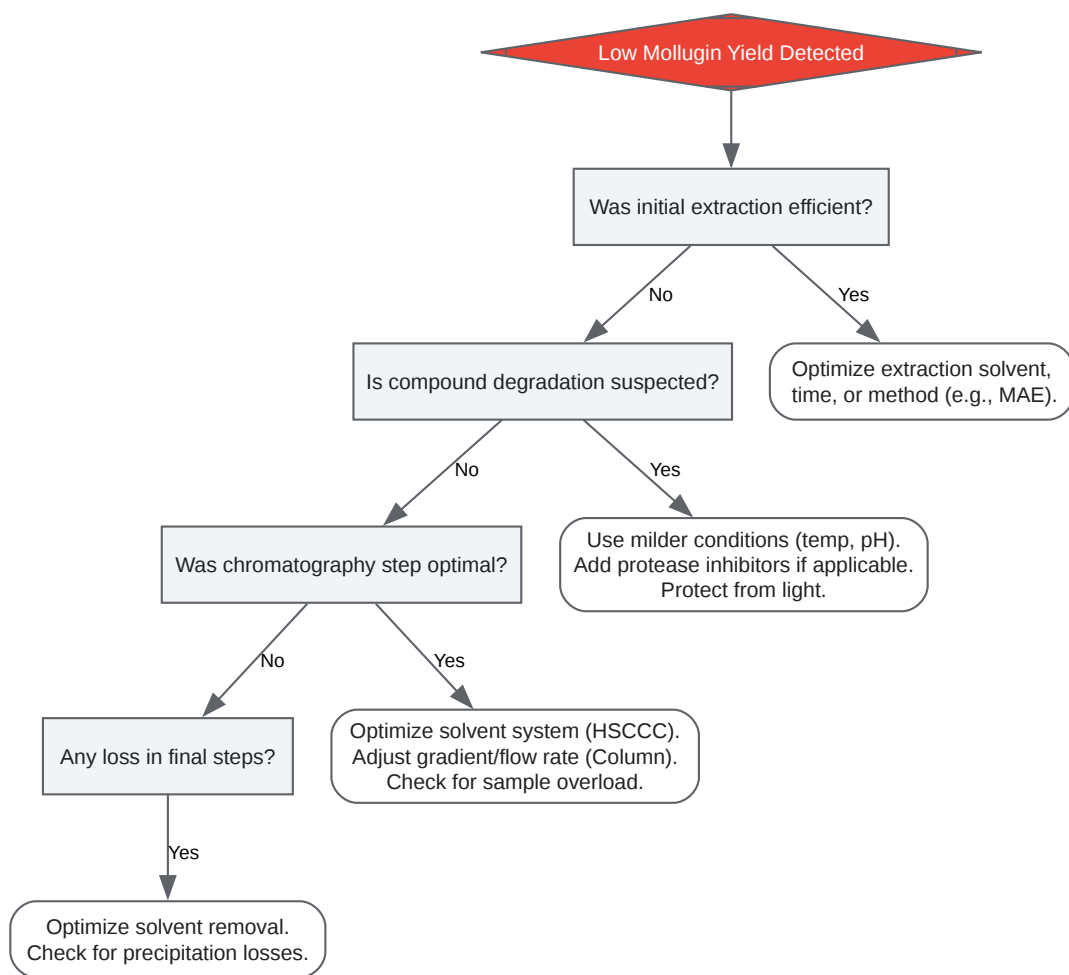 Low Mollugin Yield Detected
Was initial extraction efficient?
No
Yes
Is compound degradation suspected?
Optimize extraction solvent,
time, or method (e.g., MAE).
No
Yes
Was chromatography step optimal?
Use milder conditions (temp, pH).
Add protease inhibitors if applicable.
Protect from light.
No
Yes
Any loss in final steps?
Optimize solvent system (HSCCC).
Adjust gradient/flow rate (Column).
Check for sample overload.
Yes
Optimize solvent removal.
Check for precipitation losses.